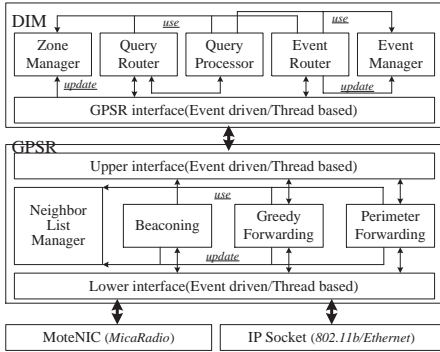 DIM
use
Zone Manager
Query Router
Query Processor
Event Router
Event Manager
update
update
GPSR interface(Event driven/Thread based)
GPSR
Upper interface(Event driven/Thread based)
use
Neighbor List Manager
Beaconing
Greedy Forwarding
Perimeter Forwarding
update
Lower interface(Event driven/Thread based)
MoteNIC (MicaRadio)
IP Socket (802.11b/Ethernet)